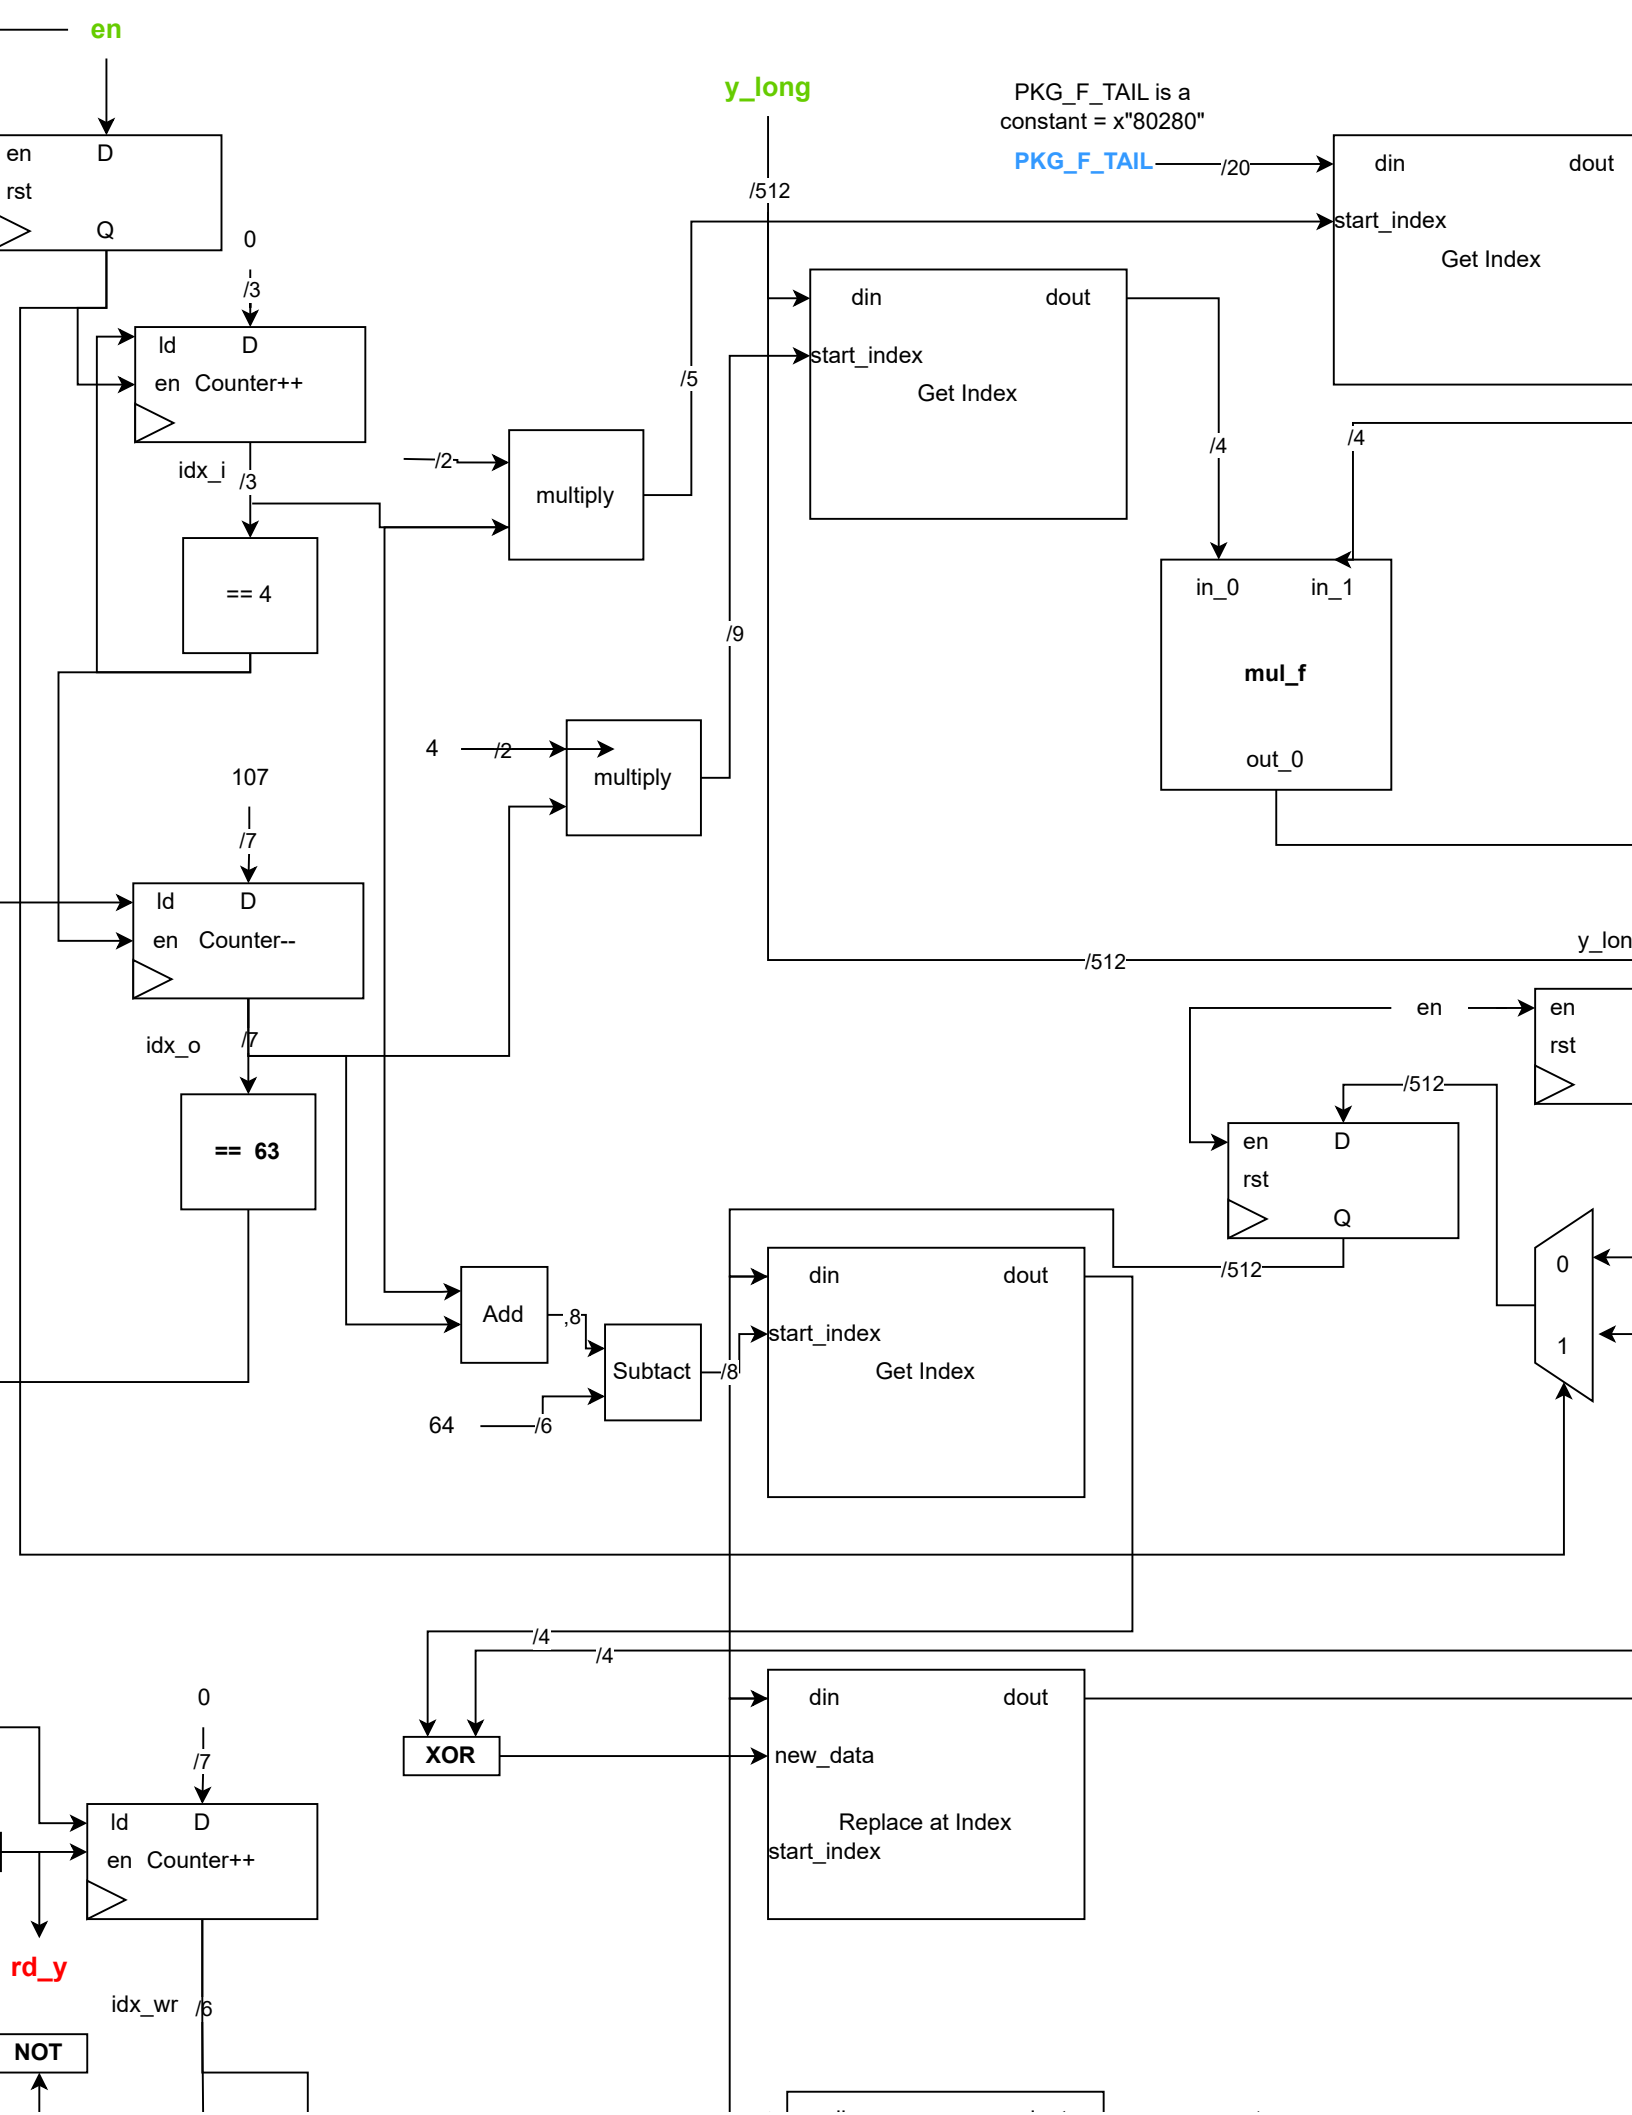 en
y_long
PKG_F_TAIL is a
constant = x"80280"
PKG_F_TAIL
/20
din
dout
start_index
Get Index
en
D
rst
Q
/512
0
/3
ld
D
en
Counter++
din
dout
start_index
Get Index
/5
/4
/4
idx_i
/3
/2
multiply
== 4
in_0
in_1
mul_f
out_0
/9
4
/2
multiply
107
/7
ld
D
en
Counter--
y_lon
/512
idx_o
/7
en
en
rst
/512
== 63
en
D
rst
Q
/512
0
1
Add
,8
Subtact
/8
64
/6
din
dout
start_index
Get Index
/4
/4
XOR
din
dout
new_data
Replace at Index
start_index
0
/7
ld
D
en
Counter++
rd_y
idx_wr
/6
NOT